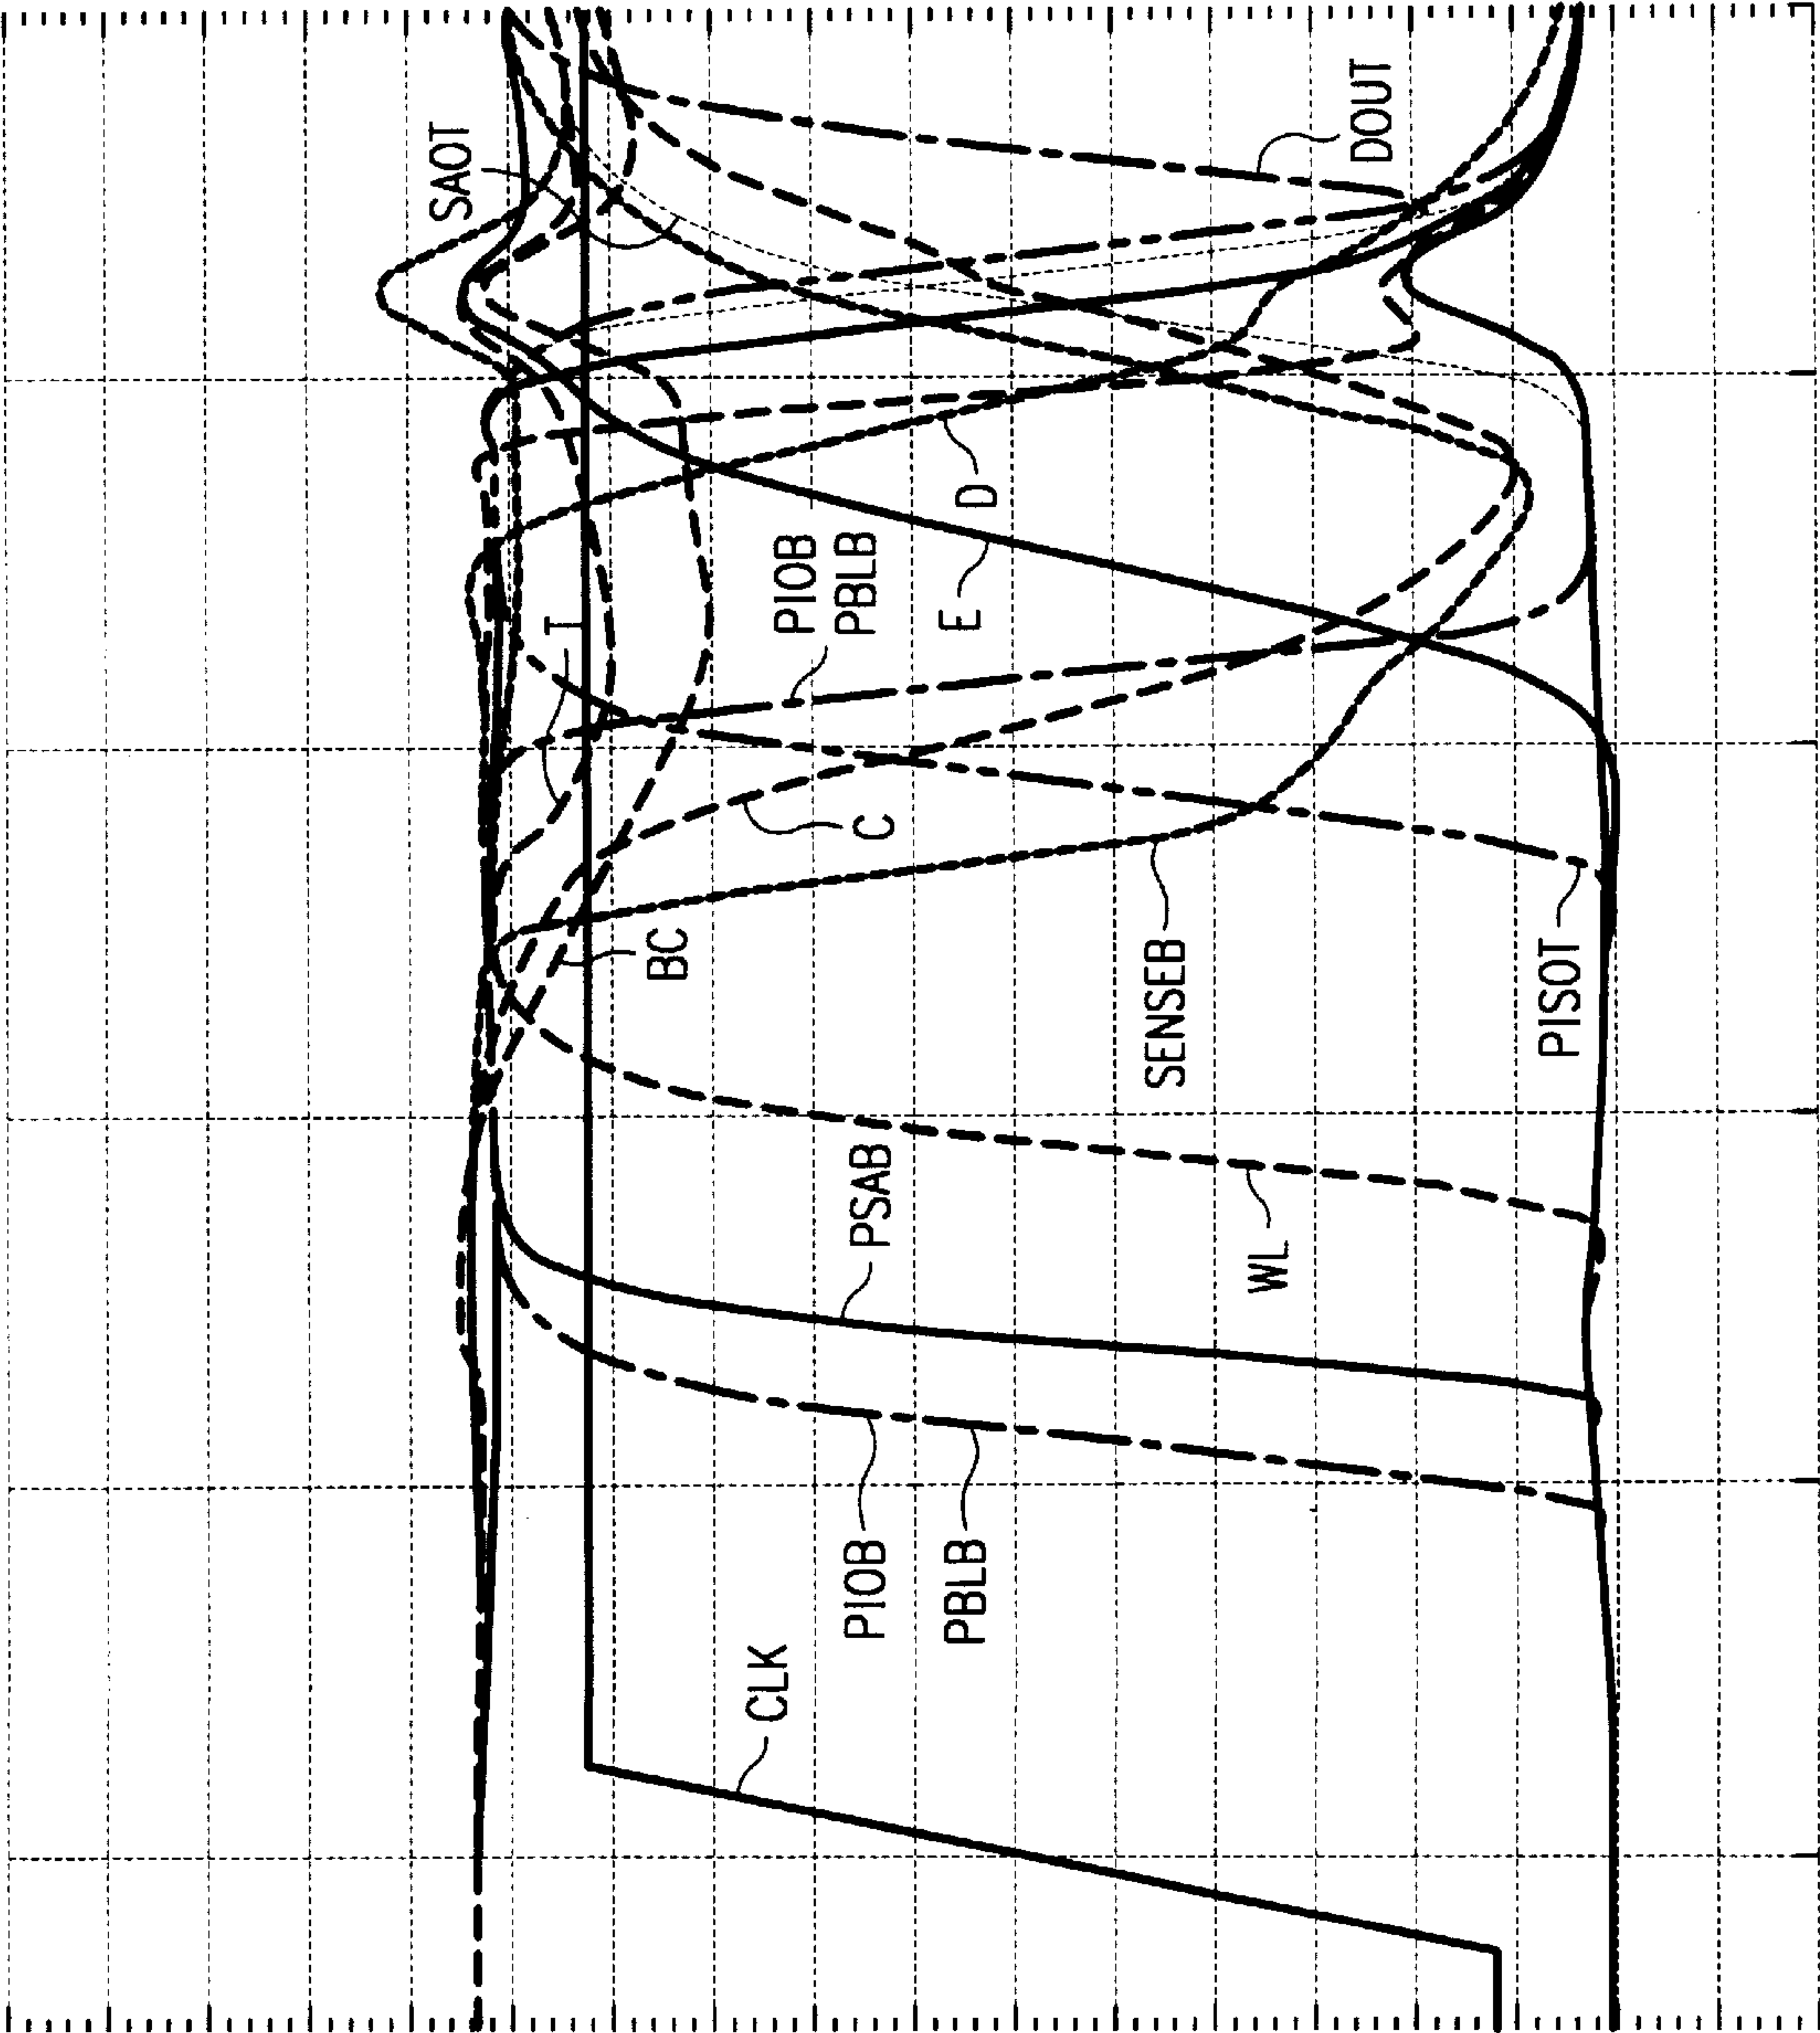 CLK
PIOB
PBLB
PSAB
WL
BC
SENSEB
PISOT
C
T
PIOB
PBLB
E
D
SAOT
DOUT